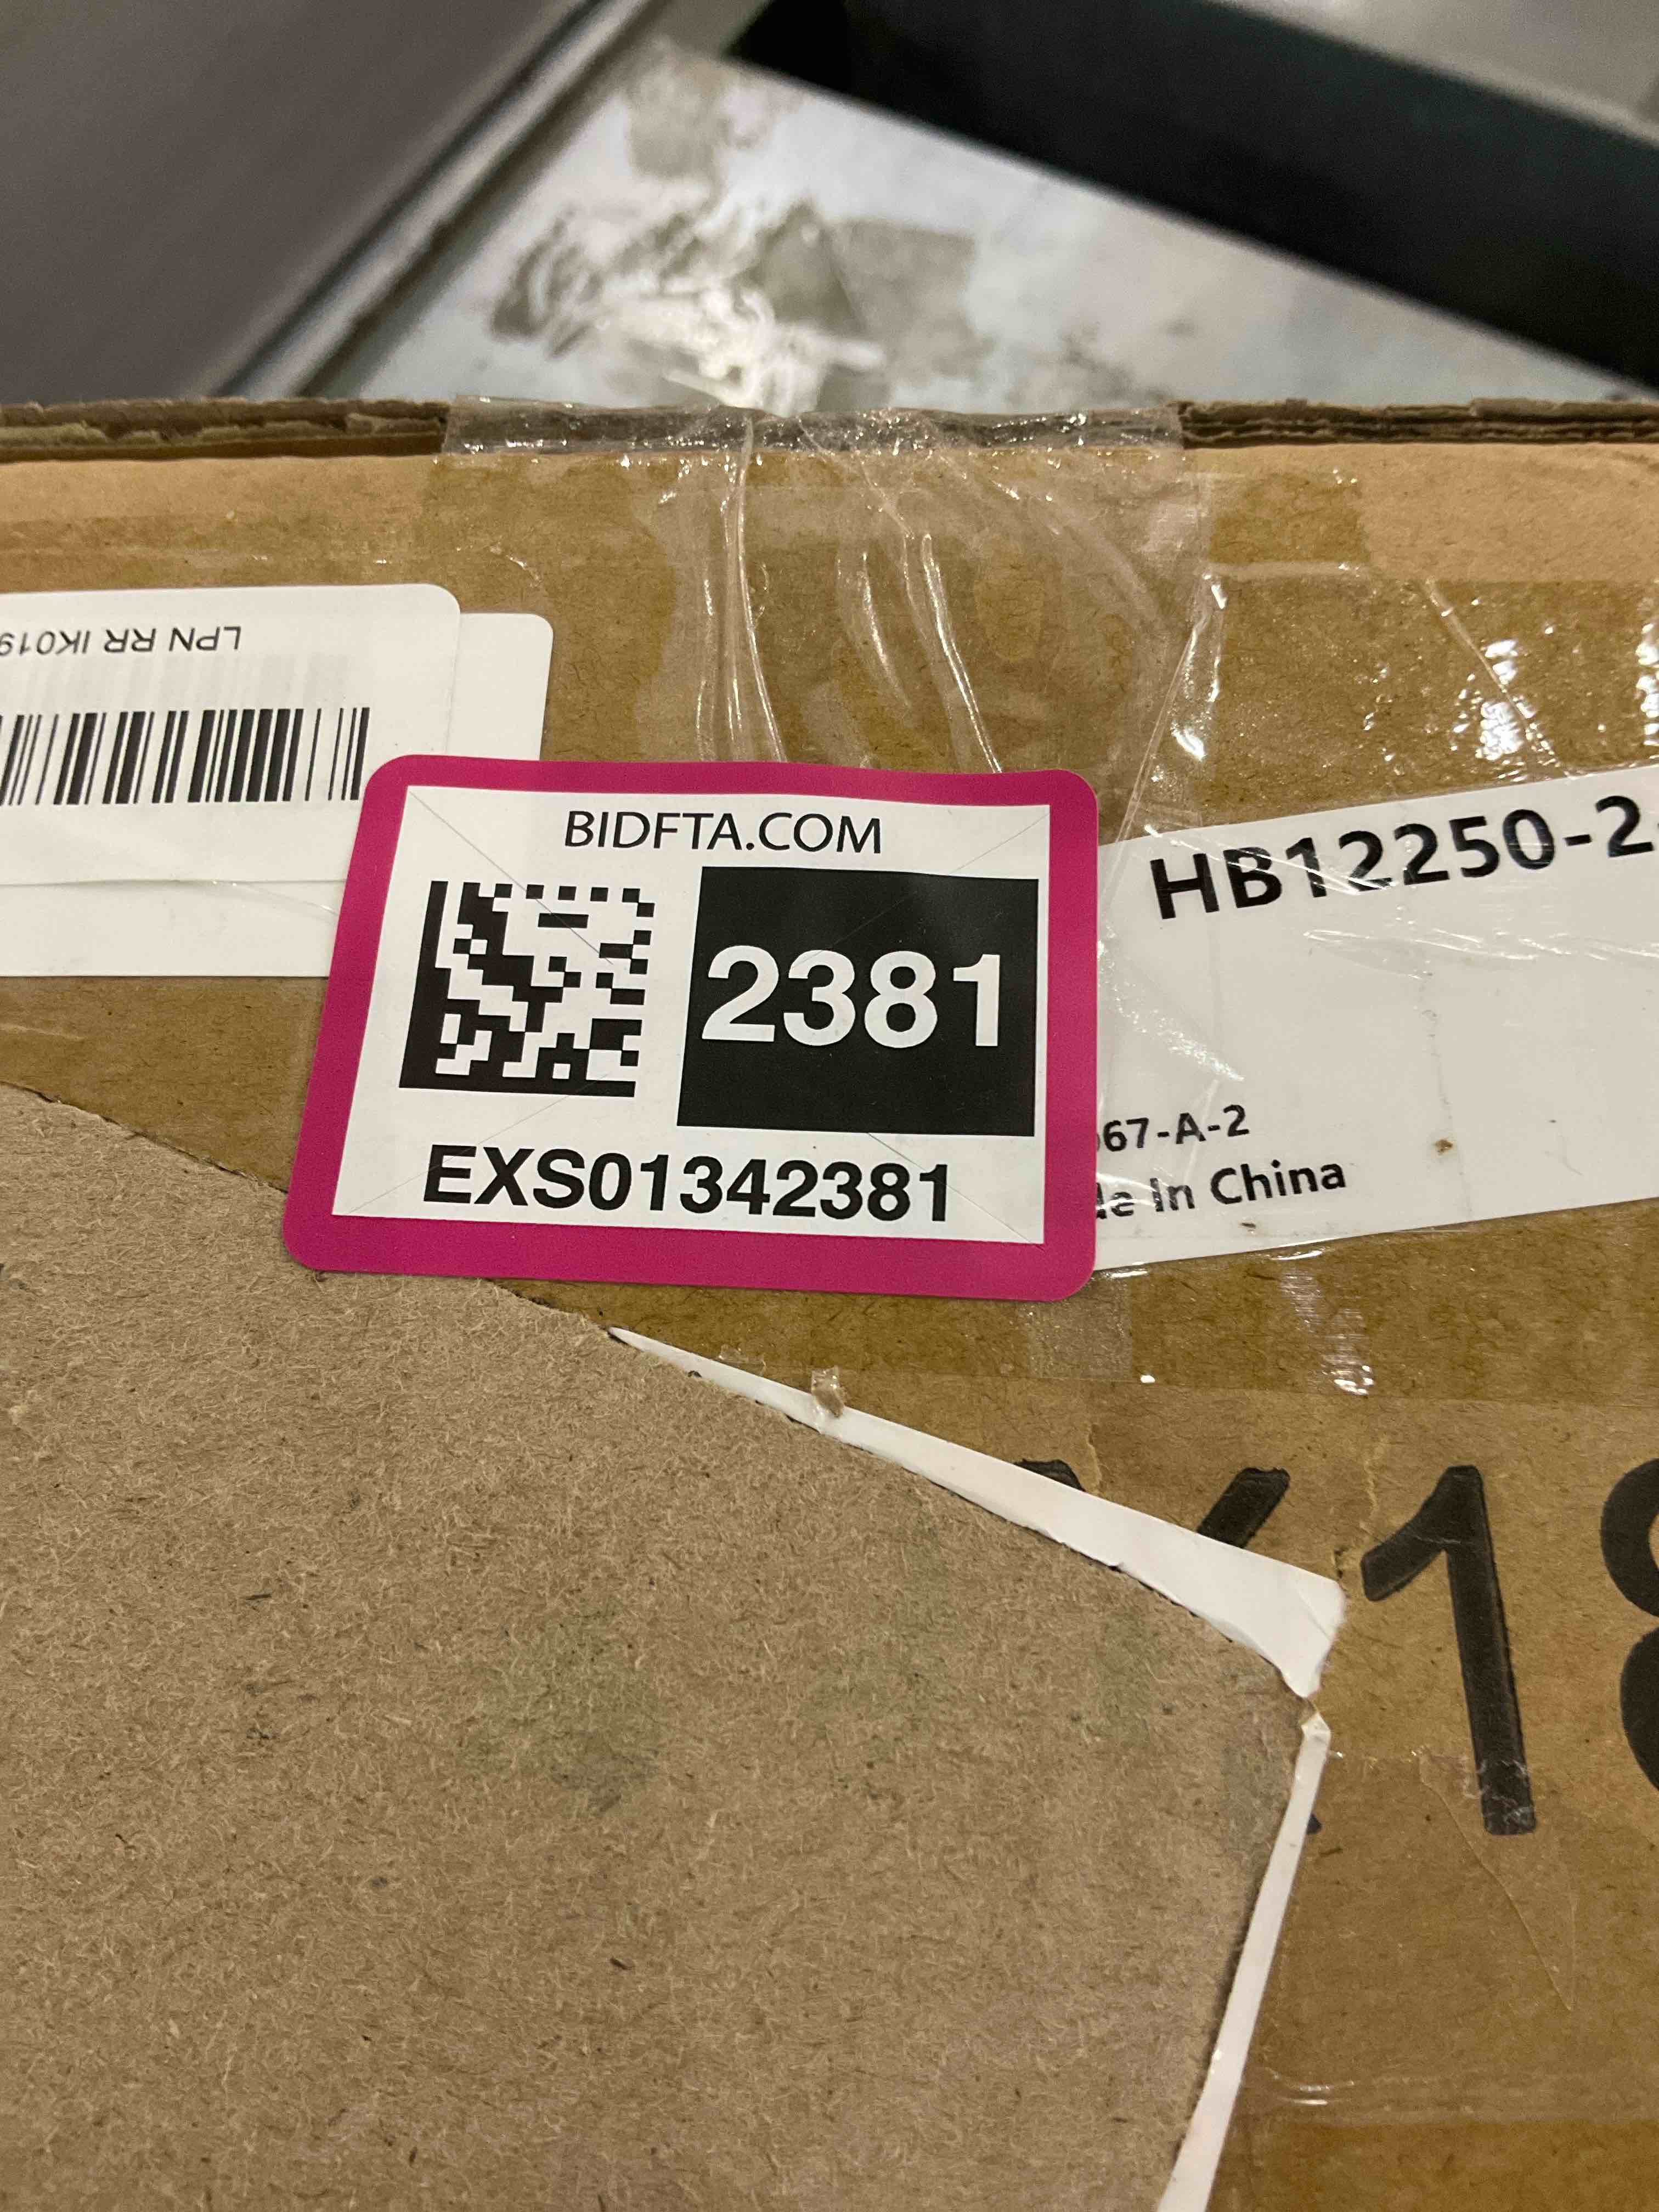 LPN RR IK019
BIDFTA.COM
2381
EXS01342381
HB12250-2
67-A-2
In China
18